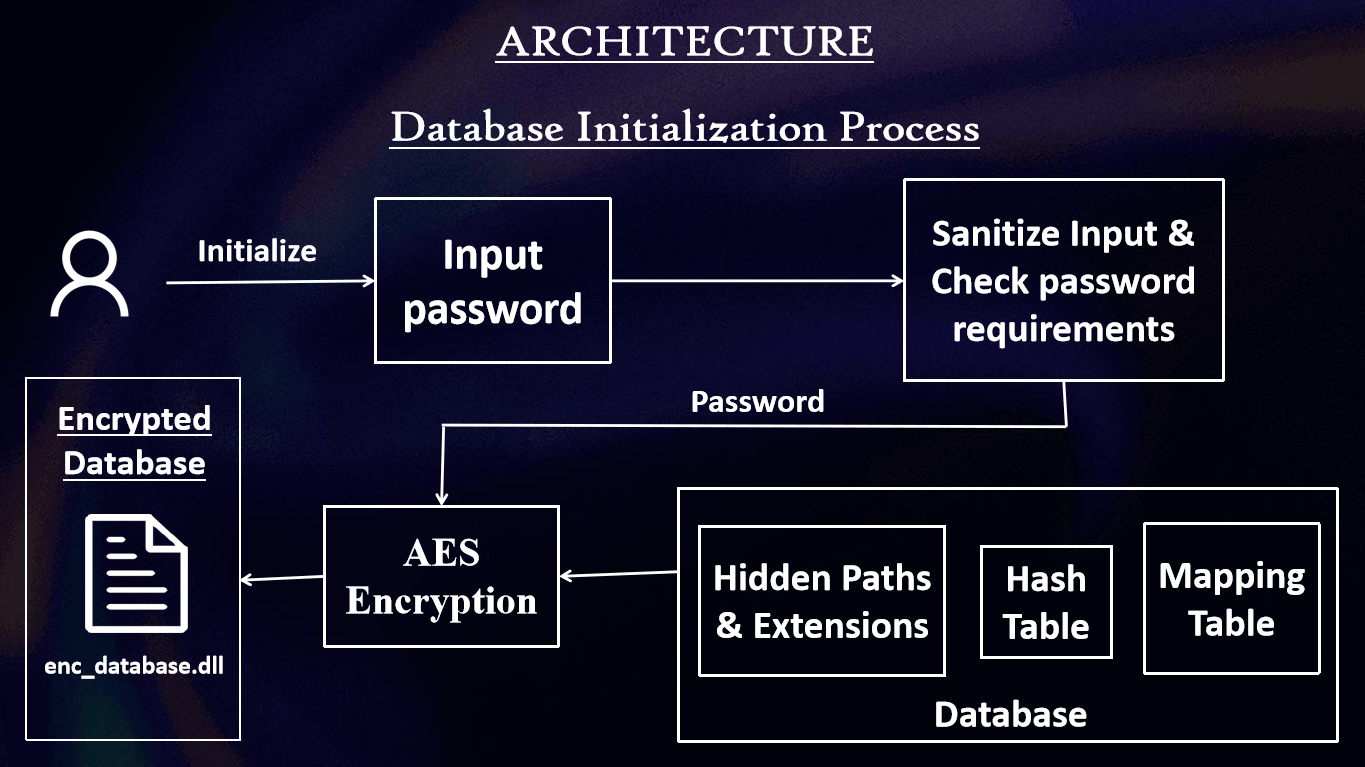 ARCHITECTURE
Database Initialization Process
Initialize
Input
password
Sanitize Input &
Check password
requirements
Password
Encrypted
Database
enc_database.dll
AES
Encryption
Hidden Paths
& Extensions
Hash
Table
Mapping
Table
Database